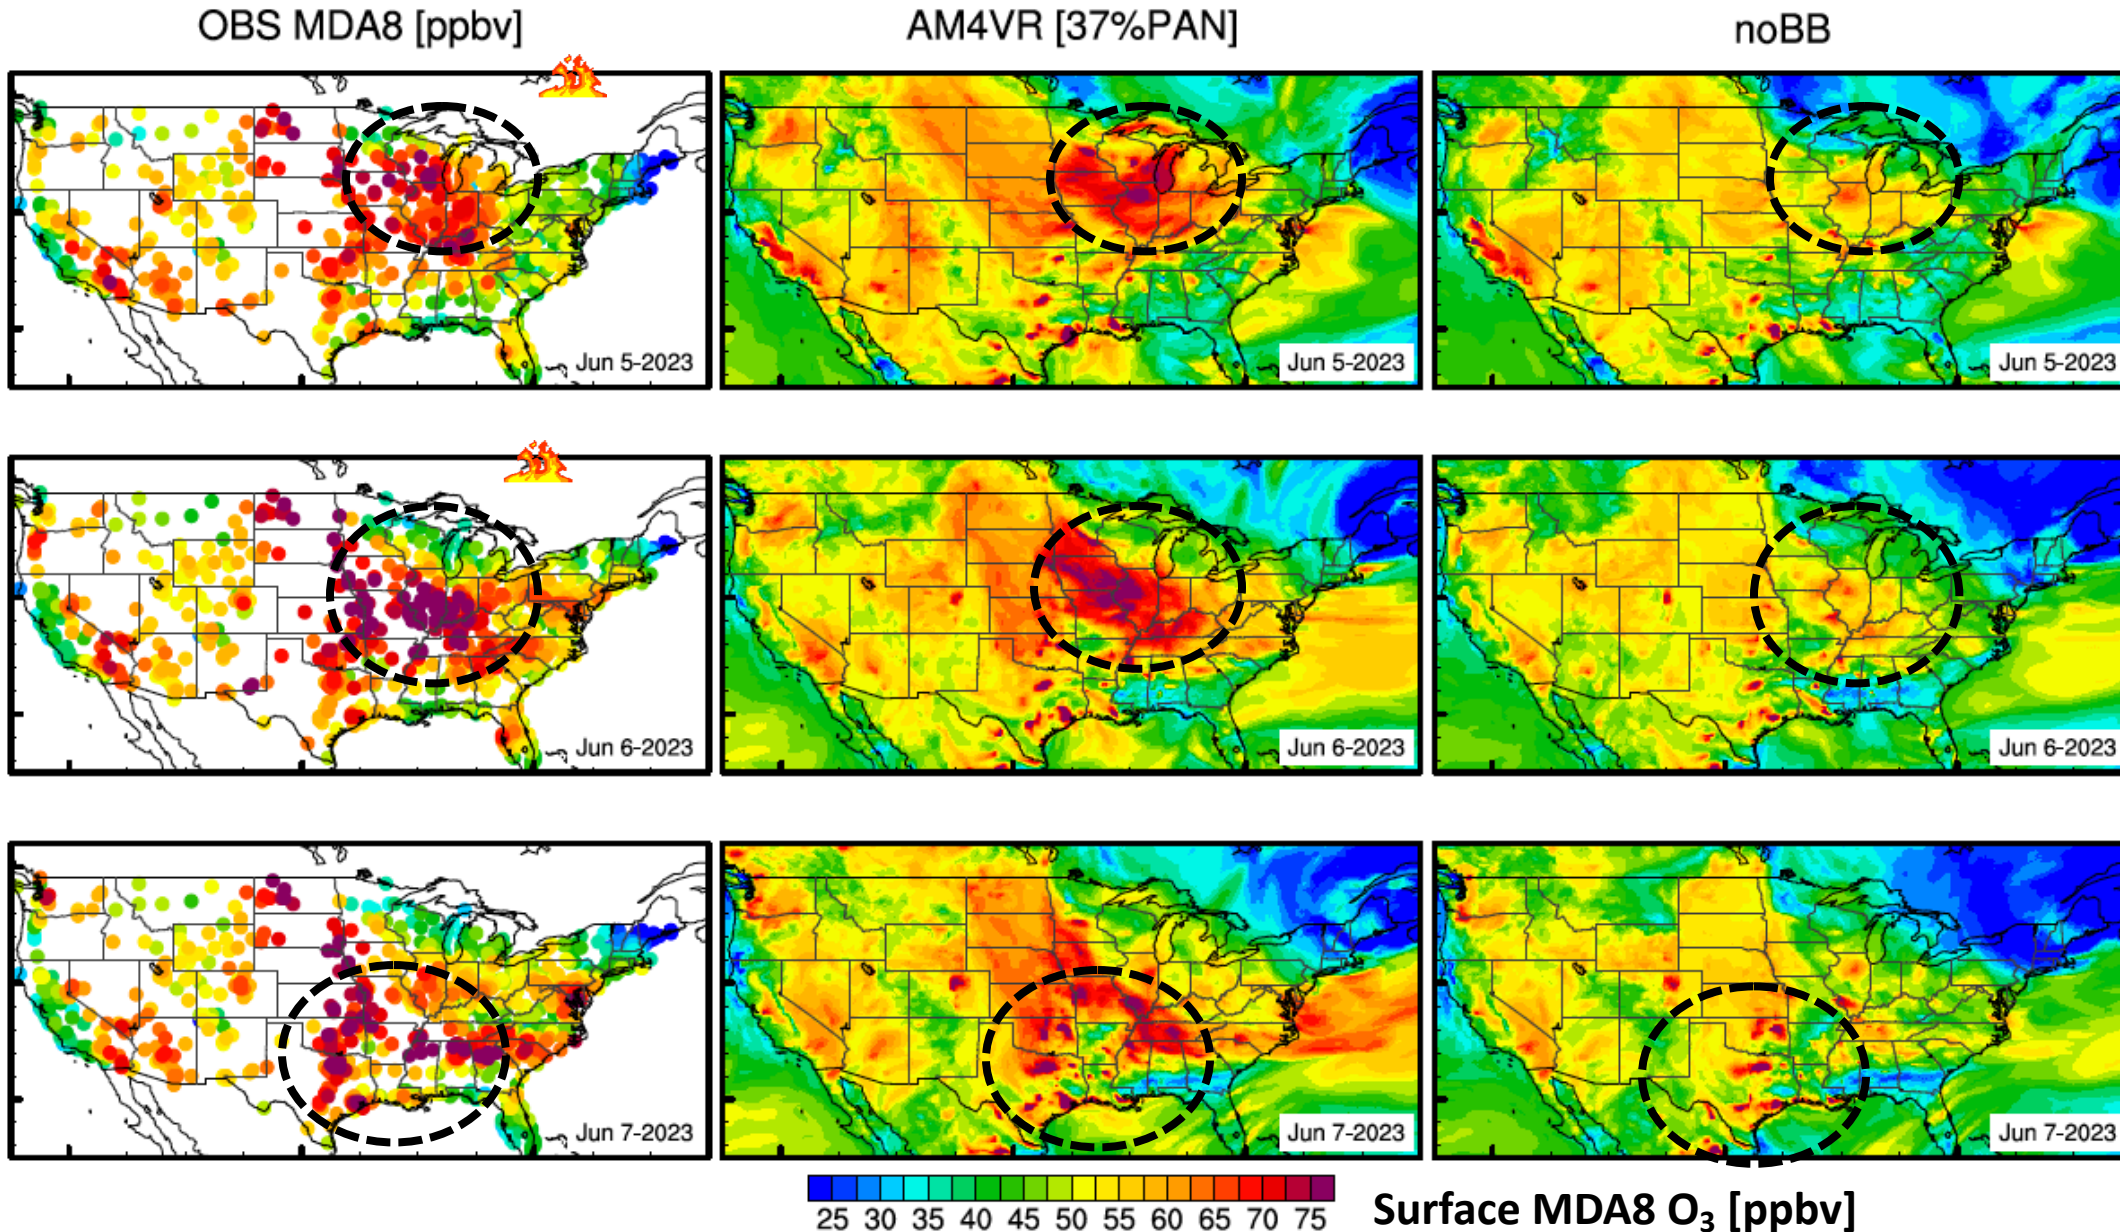 OBS MDA8 [ppbv]
AM4VR [37%PAN]
noBB
Jun 5-2023
Jun 5-2023
Jun 5-2023
Jun 6-2023
Jun 6-2023
Jun 6-2023
Jun 7-2023
Jun 7-2023
Jun 7-2023
25 30 35 40 45 50 55 60 65 70 75
Surface MDA8 O₃ [ppbv]